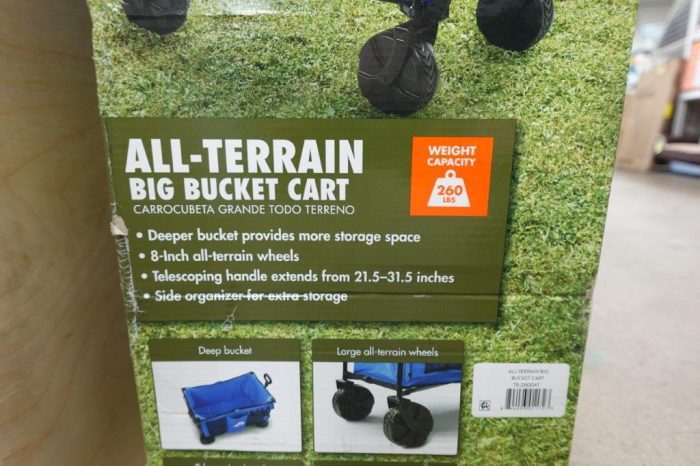 ALL-TERRAIN
BIG BUCKET CART
CARROCUBETA GRANDE TODO TERRENO
WEIGHT
CAPACITY
260
LBS
• Deeper bucket provides more storage space
• 8-Inch all-terrain wheels
• Telescoping handle extends from 21.5–31.5 inches
• Side organizer for extra storage
Deep bucket
Large all-terrain wheels
ALL-TERRAIN BIG
BUCKET CART